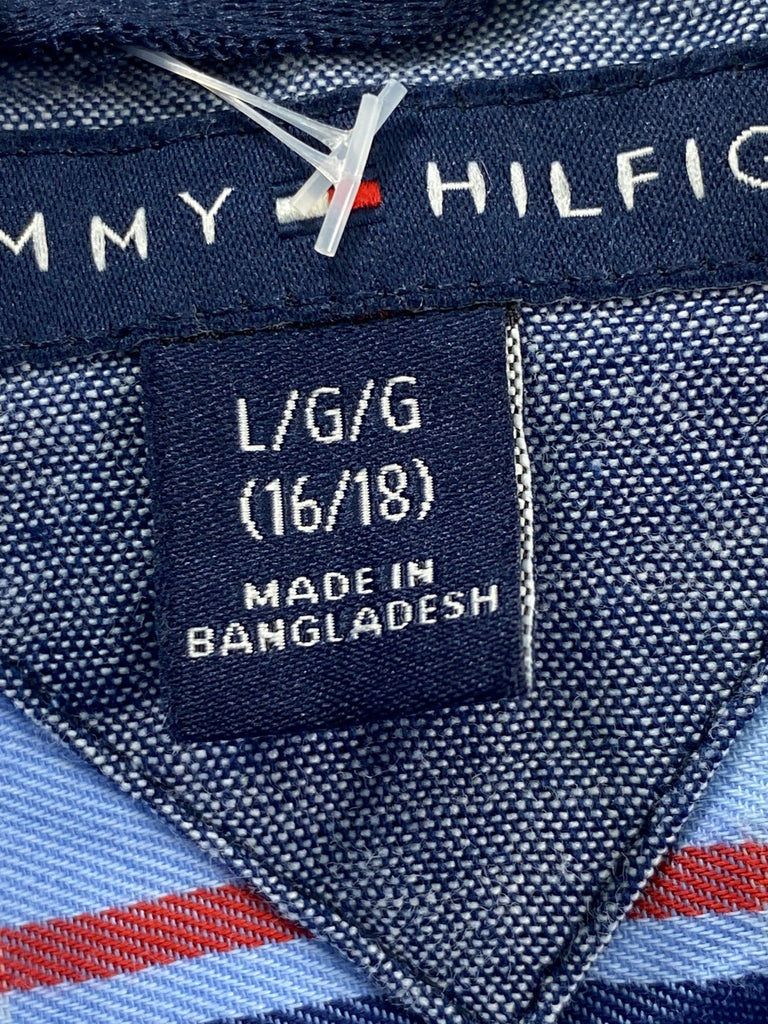 MMY HILFIG
L/G/G
(16/18)
MADE IN
BANGLADESH